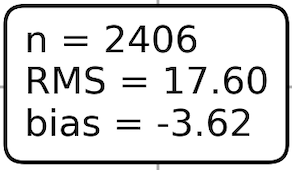 n = 2406
RMS = 17.60
bias = -3.62